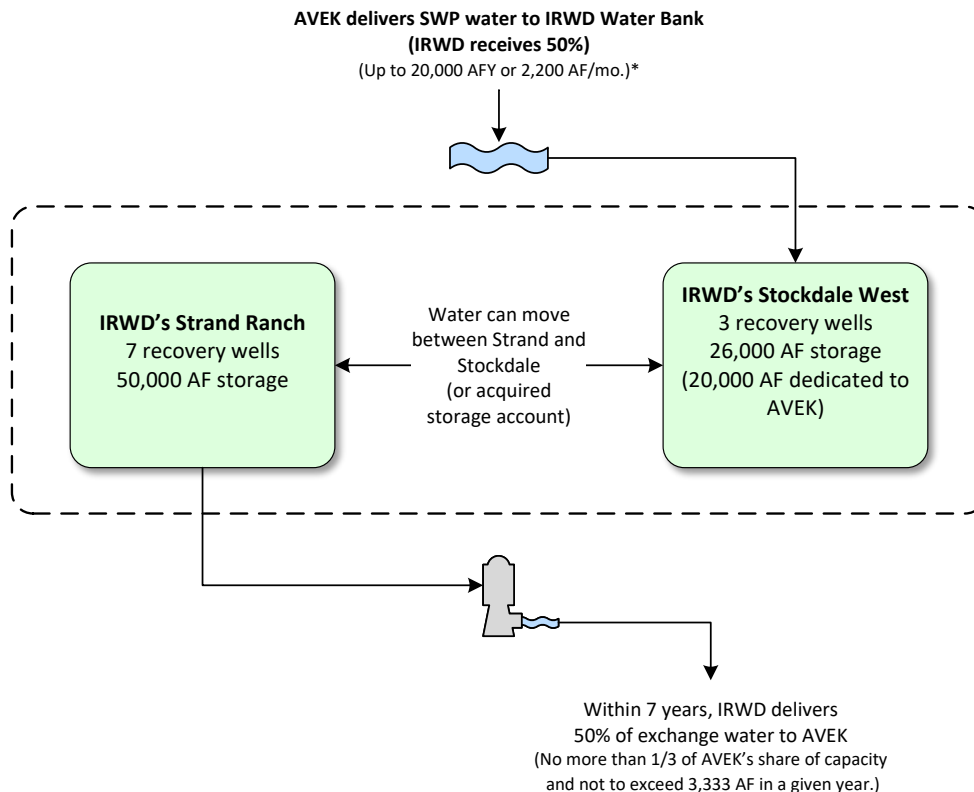 AVEK delivers SWP water to IRWD Water Bank
(IRWD receives 50%)
(Up to 20,000 AFY or 2,200 AF/mo.)*
IRWD's Strand Ranch
7 recovery wells
50,000 AF storage
Water can move
between Strand and
Stockdale
(or acquired
storage account)
IRWD's Stockdale West
3 recovery wells
26,000 AF storage
(20,000 AF dedicated to
AVEK)
Within 7 years, IRWD delivers
50% of exchange water to AVEK
(No more than 1/3 of AVEK's share of capacity
and not to exceed 3,333 AF in a given year.)